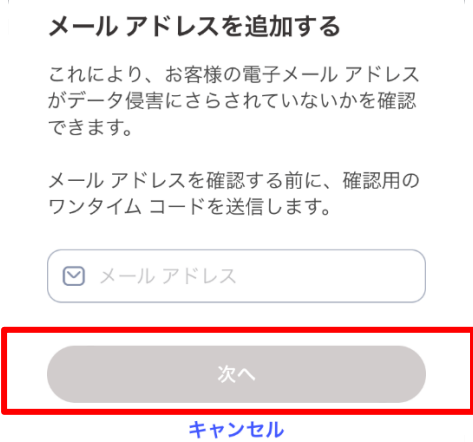 メール アドレスを追加する
これにより、お客様の電子メール アドレス
がデータ侵害にさらされていないかを確認
できます。
メール アドレスを確認する前に、確認用の
ワンタイム コードを送信します。
メール アドレス
次へ
キャンセル